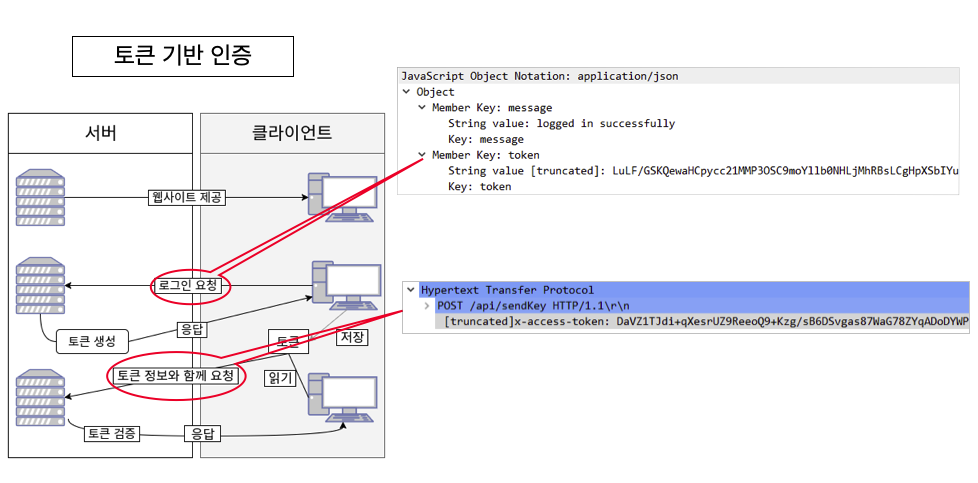 토큰 기반 인증
서버
클라이언트
웹사이트 제공
로그인 요청
응답
토큰 생성
토큰
저장
토큰 정보와 함께 요청
읽기
토큰 검증
응답
JavaScript Object Notation: application/json
Object
Member Key: message
String value: logged in successfully
Key: message
Member Key: token
String value [truncated]: LuLF/GSKQewaHCpycc21MMP3OSC9moYllb0NHLjMhRBsLCgHpXSbIYu
Key: token
Hypertext Transfer Protocol
POST /api/sendKey HTTP/1.1\r\n
[truncated]x-access-token: DaVZ1TJdi+qXesrUZ9ReeoQ9+Kzg/sB6DSvgas87WaG78ZYqADoDYWP